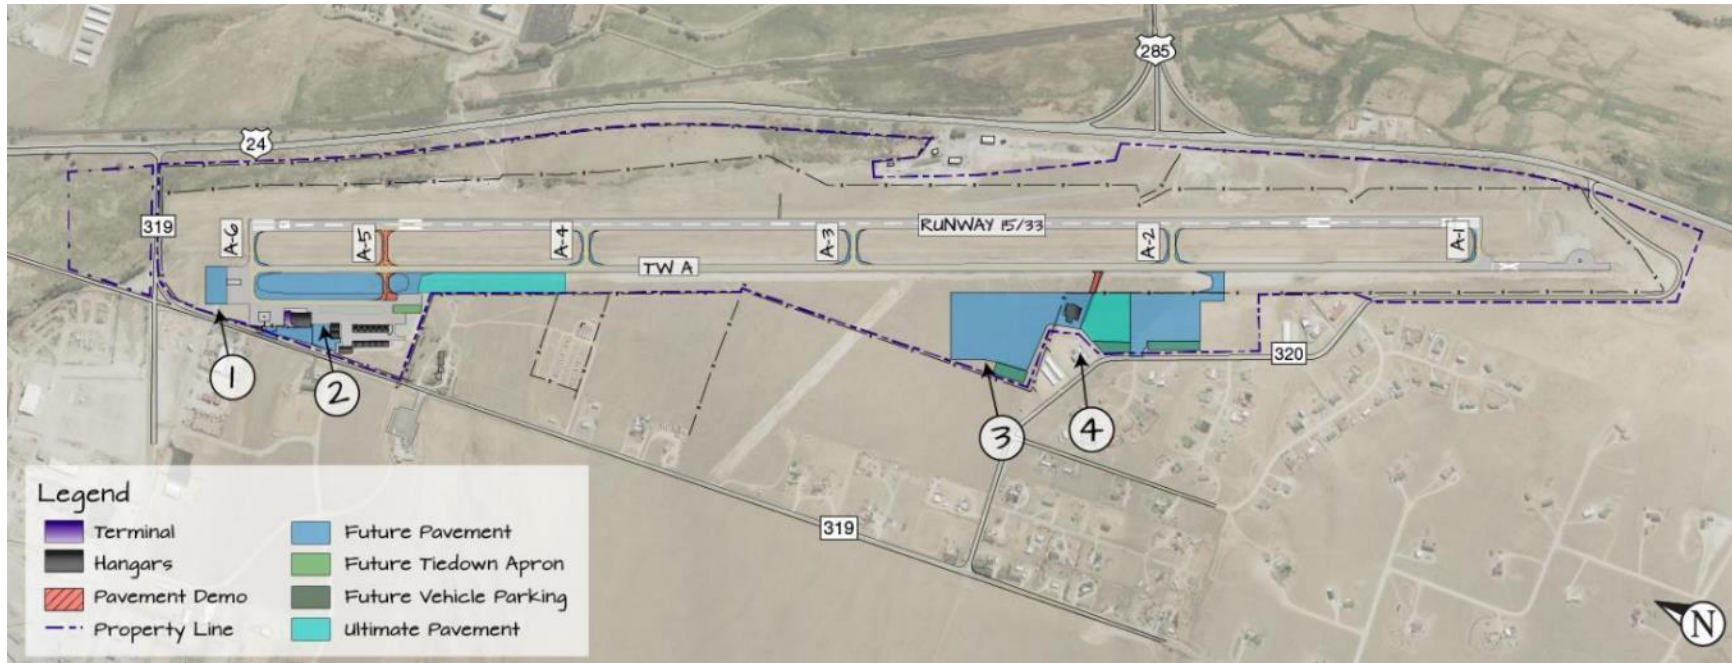 285
24
319
A-6
A-5
A-4
A-3
RUNWAY 15/33
A-2
A-1
TW A
320
1
2
3
4
319
Legend
Terminal
Hangars
Pavement Demo
Property Line
Future Pavement
Future Tiedown Apron
Future Vehicle Parking
Ultimate Pavement
N